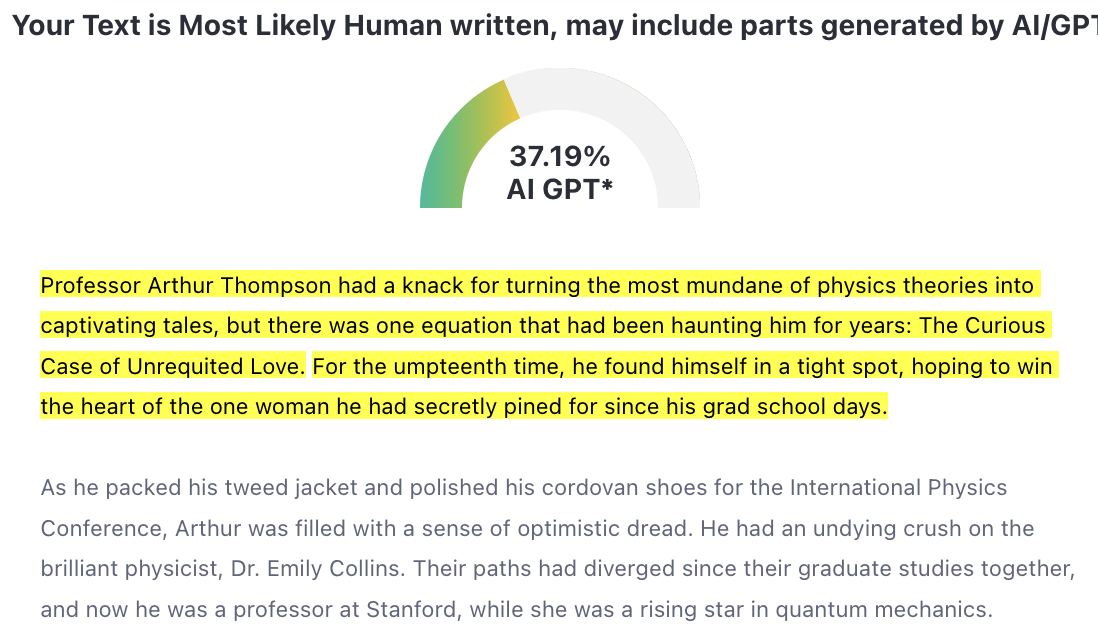 Your Text is Most Likely Human written, may include parts generated by AI/GPT
37.19%
AI GPT*
Professor Arthur Thompson had a knack for turning the most mundane of physics theories into
captivating tales, but there was one equation that had been haunting him for years: The Curious
Case of Unrequited Love. For the umpteenth time, he found himself in a tight spot, hoping to win
the heart of the one woman he had secretly pined for since his grad school days.
As he packed his tweed jacket and polished his cordovan shoes for the International Physics
Conference, Arthur was filled with a sense of optimistic dread. He had an undying crush on the
brilliant physicist, Dr. Emily Collins. Their paths had diverged since their graduate studies together,
and now he was a professor at Stanford, while she was a rising star in quantum mechanics.